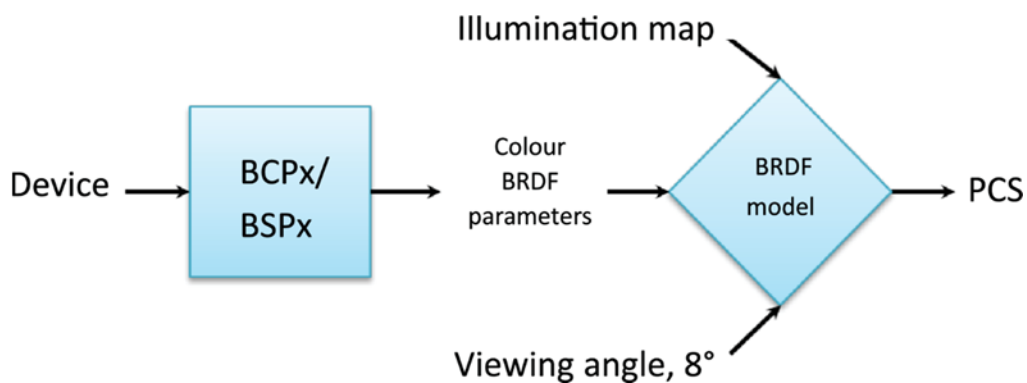 Illumination map
Device
BCPx/
BSPx
Colour
BRDF
parameters
BRDF
model
PCS
Viewing angle, 8°